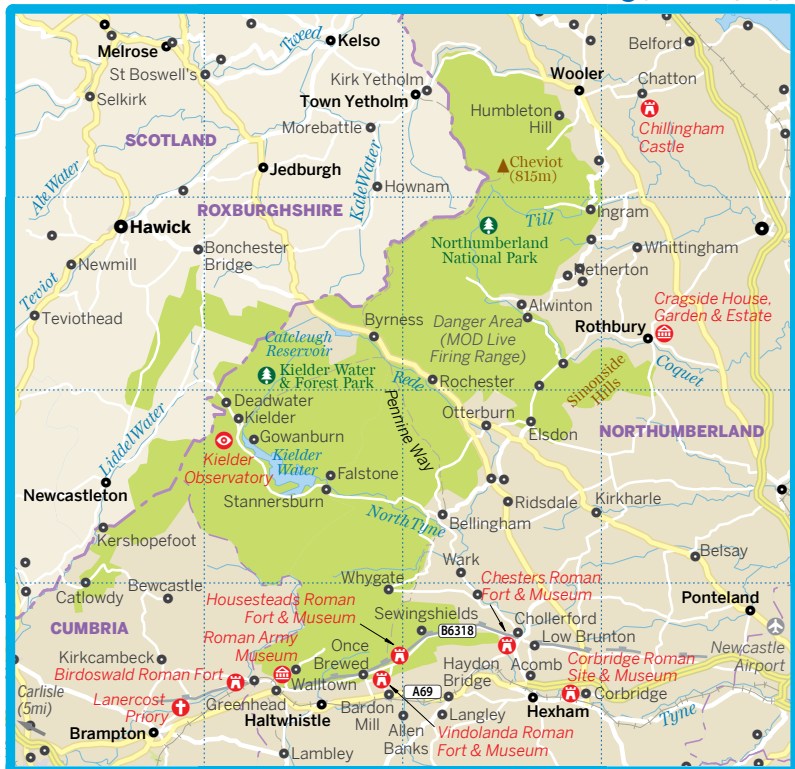 Melrose
Tweed
Kelso
Belford
St Boswell's
Kirk Yetholm
Wooler
Chatton
Selkirk
Town Yetholm
Humbleton
Hill
Chillingham
Castle
Morebattle
SCOTLAND
Cheviot
(815m)
Jedburgh
Kale Water
Hownam
Ale Water
ROXBURGHSHIRE
Till
Ingram
Hawick
Northumberland
National Park
Whittingham
Bonchester
Bridge
Newmill
Netherton
Teviot
Alwinton
Cragside House,
Garden & Estate
Teviothead
Byrness
Danger Area
(MOD Live
Firing Range)
Rothbury
Catcleugh
Reservoir
Coquet
Kielder Water
& Forest Park
Rede
Rochester
Simonside
Hills
Deadwater
Kielder
Pennine Way
Otterburn
Elsdon
NORTHUMBERLAND
Gowanburn
Liddel Water
Kielder
Observatory
Kielder
Water
Falstone
Newcastleton
Stannersburn
Ridsdale
Kirkharle
North Tyne
Bellingham
Kershopefoot
Belsay
Wark
Catlowdy
Bewcastle
Whygate
Chesters Roman
Fort & Museum
Ponteland
Housesteads Roman
Fort & Museum
Sewingshields
B6318
Chollerford
Low Brunton
CUMBRIA
Roman Army
Museum
Once
Brewed
Newcastle
Airport
Kirkcambeck
Birdoswald Roman Fort
Walltown
Haydon
Bridge
Acomb
Corbridge Roman
Site & Museum
Carlisle
(5mi)
Lanercost
Priory
Greenhead
A69
Corbridge
Haltwhistle
Bardon
Mill
Langley
Hexham
Tyne
Brampton
Allen
Banks
Vindolanda Roman
Fort & Museum
Lambley